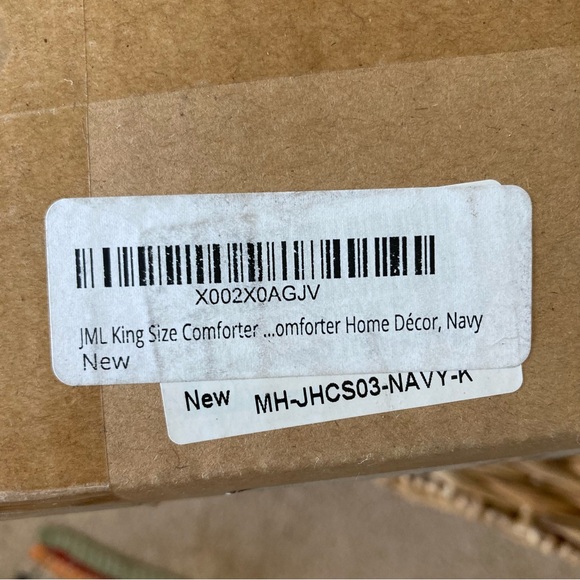 X002X0AGJV
JML King Size Comforter ...omforter Home Décor, Navy
New
New MH-JHCS03-NAVY-K